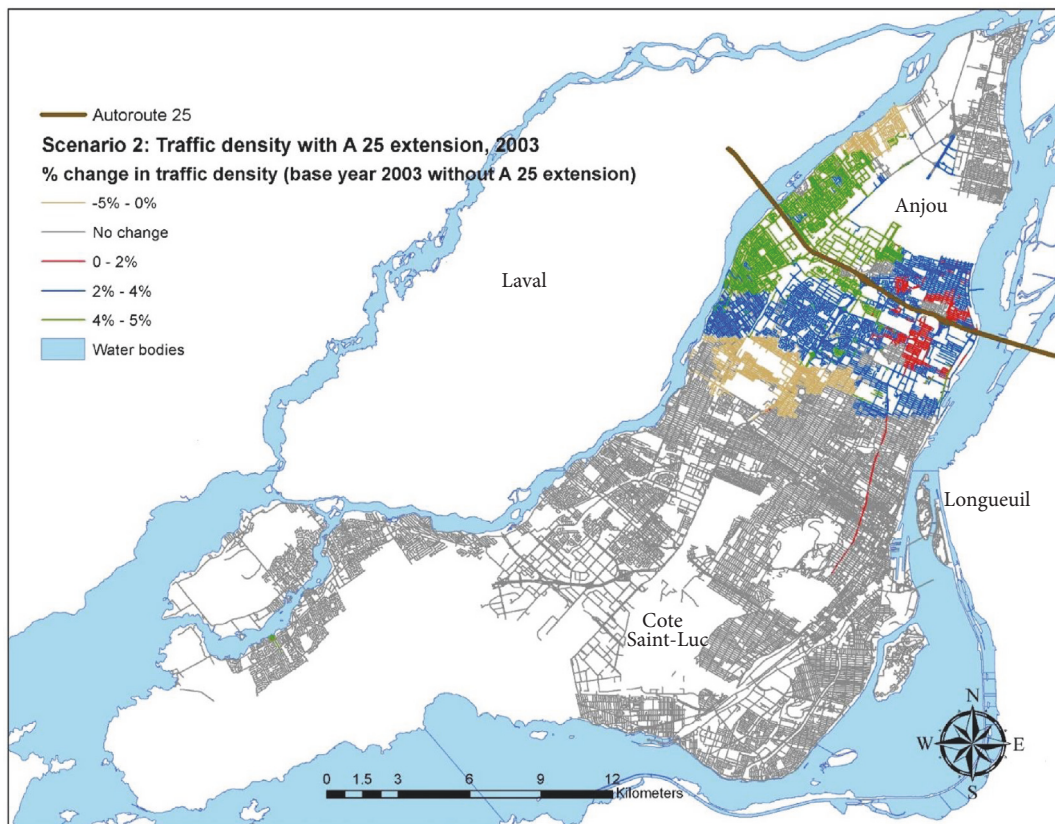 Autoroute 25
Scenario 2: Traffic density with A 25 extension, 2003
% change in traffic density (base year 2003 without A 25 extension)
-5% - 0%
No change
0 - 2%
2% - 4%
4% - 5%
Water bodies
Anjou
Laval
Longueuil
Cote
Saint-Luc
N
W E
S
0 1.5 3 6 9 12
Kilometers